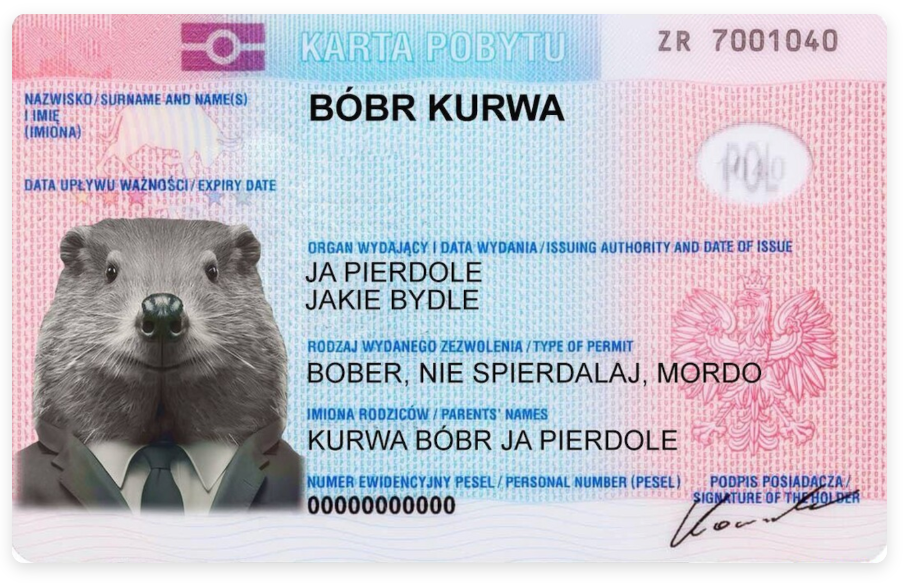 KARTA POBYTU
ZR 7001040
NAZWISKO/SURNAME AND NAME(S)
I IMIĘ
(IMIONA)
BÓBR KURWA
POL
DATA UPŁYWU WAŻNOŚCI/EXPIRY DATE
ORGAN WYDAJĄCY I DATA WYDANIA/ISSUING AUTHORITY AND DATE OF ISSUE
JA PIERDOLE
JAKIE BYDLE
RODZAJ WYDANEGO ZEZWOLENIA/TYPE OF PERMIT
BOBER, NIE SPIERDALAJ, MORDO
IMIONA RODZICÓW / PARENTS' NAMES
KURWA BÓBR JA PIERDOLE
NUMER EWIDENCYJNY PESEL/PERSONAL NUMBER (PESEL)
00000000000
PODPIS POSIADACZA/
SIGNATURE OF THE HOLDER